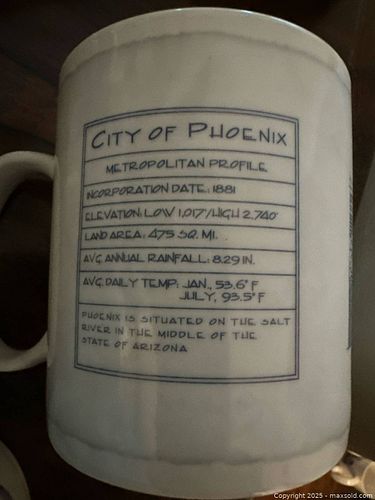 CITY OF PHOENIX
METROPOLITAN PROFILE
INCORPORATION DATE: 1881
ELEVATION: LOW 1,017'/HIGH 2,740'
LAND AREA: 475 SQ. MI.
AVG ANNUAL RAINFALL: 8.29 IN.
AVG. DAILY TEMP: JAN., 53.6° F
JULY, 93.5° F
PHOENIX IS SITUATED ON THE SALT
RIVER IN THE MIDDLE OF THE
STATE OF ARIZONA
Copyright 2025 - maxsold.com